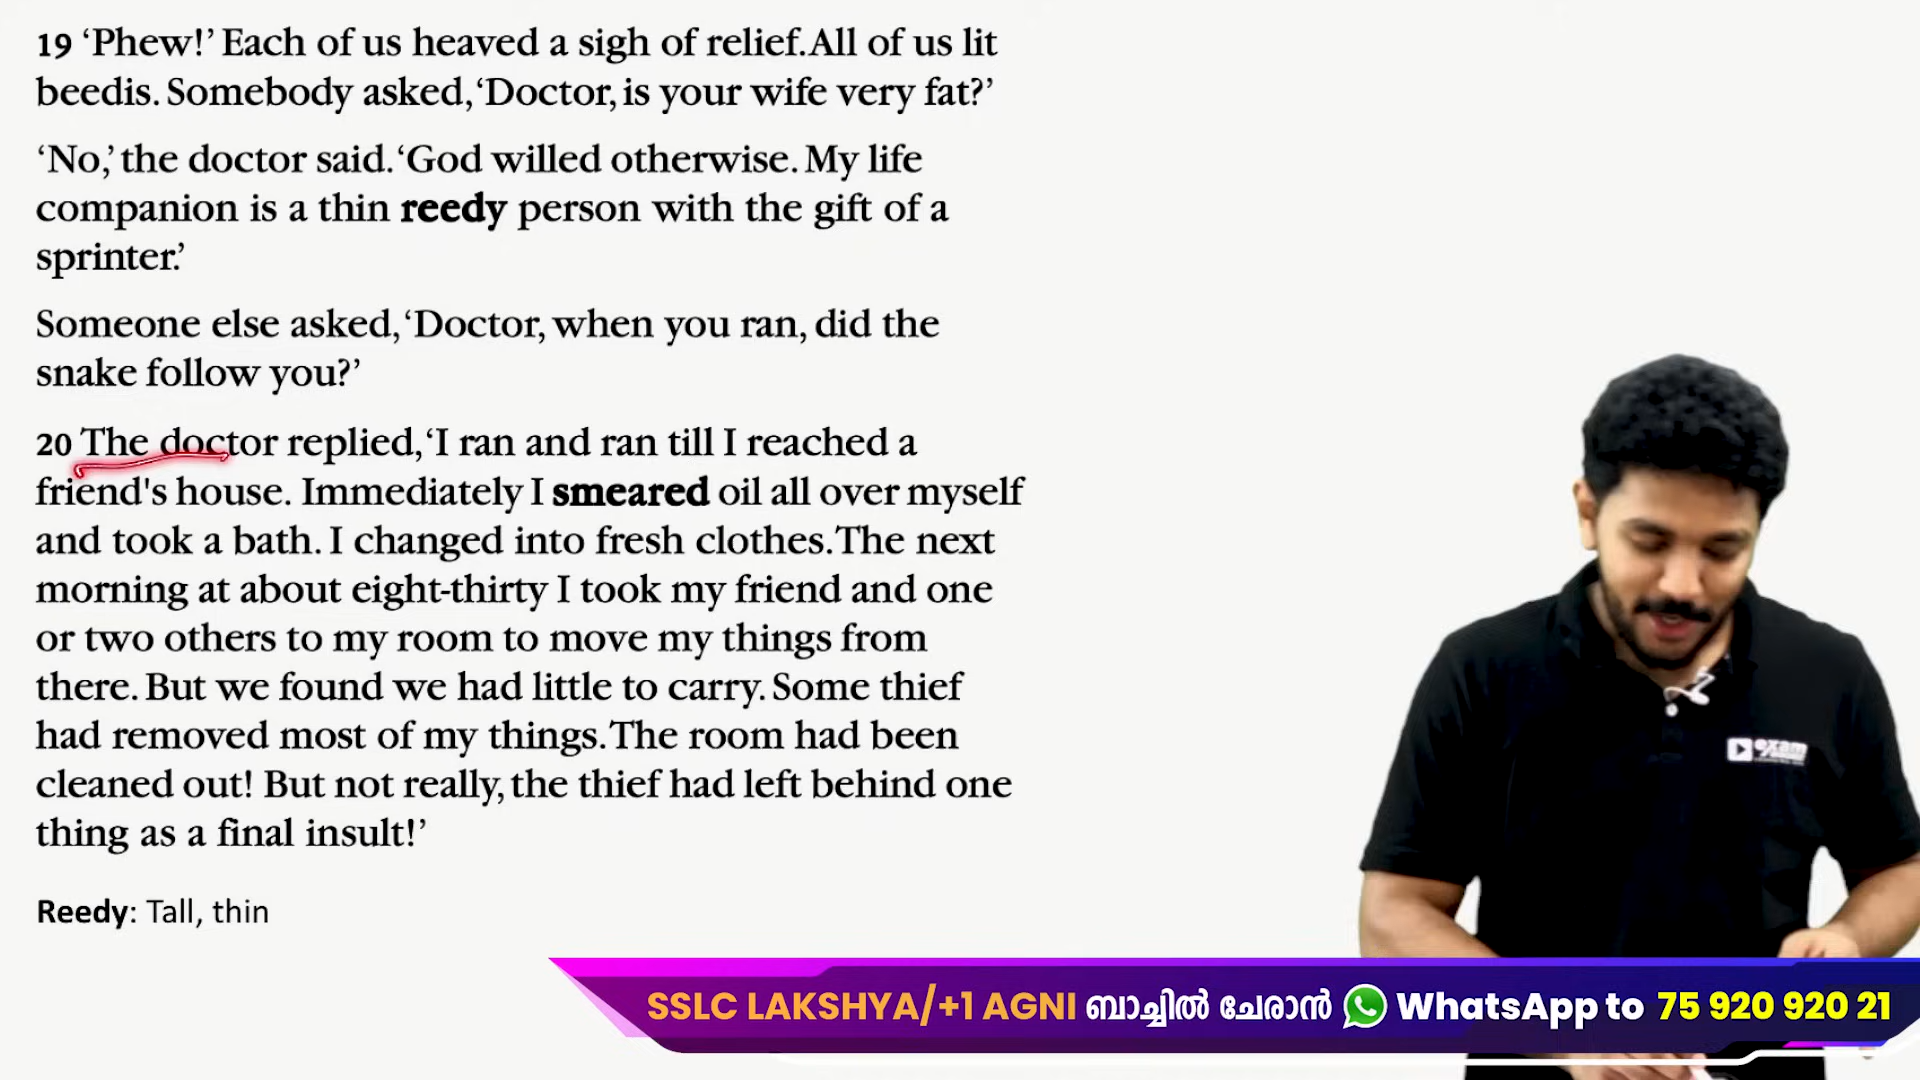 19 ‘Phew!’ Each of us heaved a sigh of relief. All of us lit
beedis. Somebody asked, ‘Doctor, is your wife very fat?’
‘No,’ the doctor said. ‘God willed otherwise. My life
companion is a thin reedy person with the gift of a
sprinter.’
Someone else asked, ‘Doctor, when you ran, did the
snake follow you?’
20 The doctor replied, ‘I ran and ran till I reached a
friend's house. Immediately I smeared oil all over myself
and took a bath. I changed into fresh clothes. The next
morning at about eight-thirty I took my friend and one
or two others to my room to move my things from
there. But we found we had little to carry. Some thief
had removed most of my things. The room had been
cleaned out! But not really, the thief had left behind one
thing as a final insult!’
Reedy: Tall, thin
exam
SSLC LAKSHYA/+1 AGNI ബാച്ചിൽ ചേരാൻ WhatsApp to 75 920 920 21